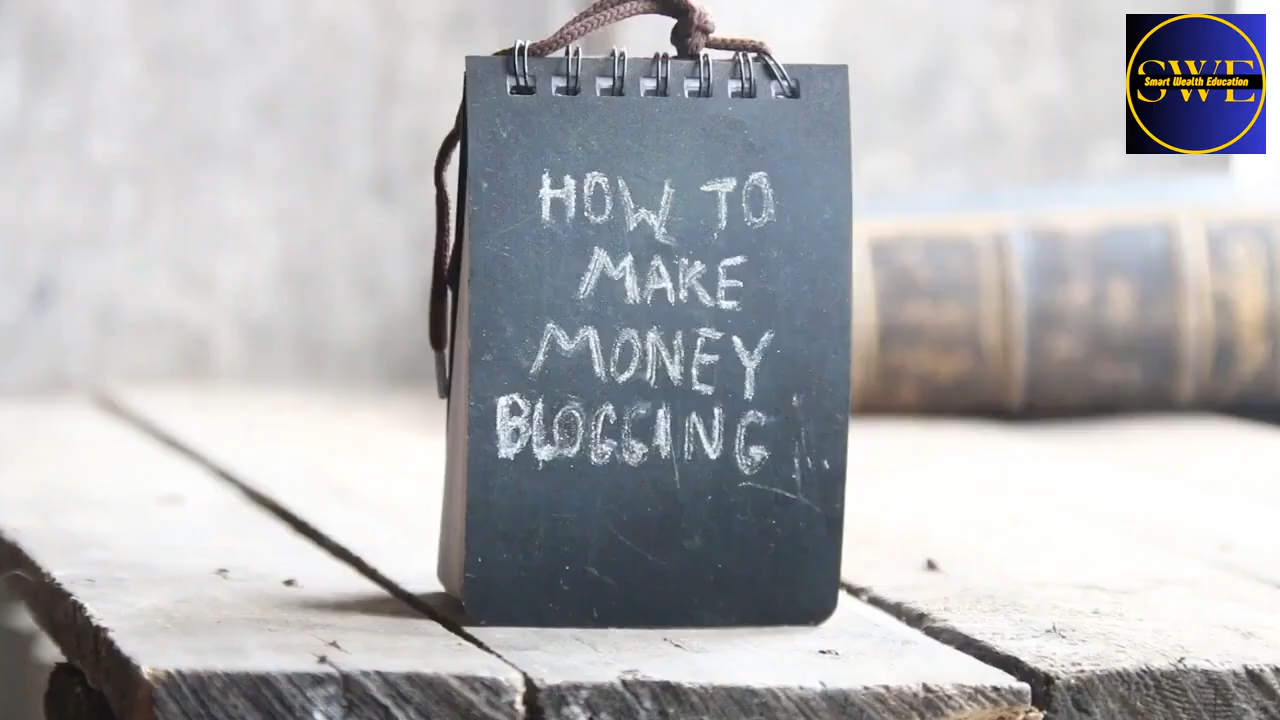 SWE
Smart Wealth Education
HOW TO
MAKE
MONEY
BLOGGING